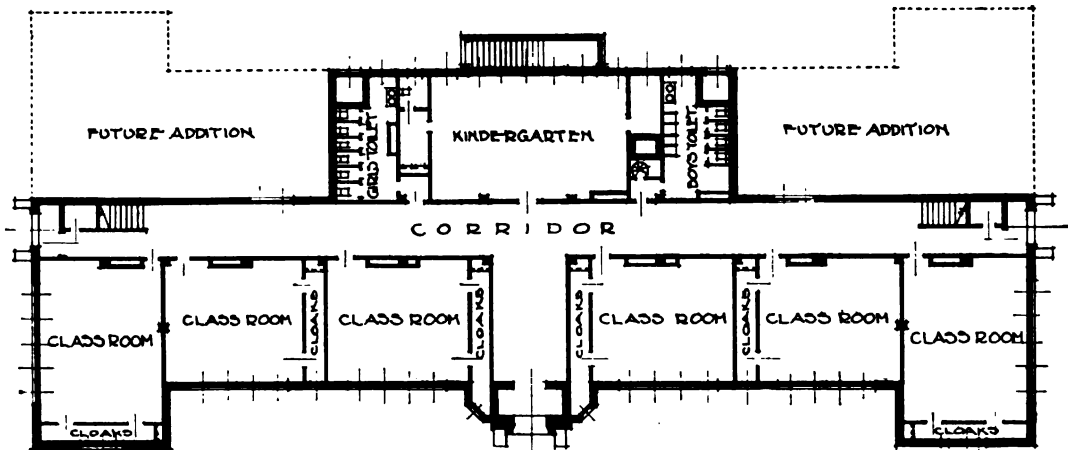 FUTURE ADDITION
GIRLS TOILET
KINDERGARTEN
BOYS TOILET
FUTURE ADDITION
CORRIDOR
CLASS ROOM
CLASS ROOM
CLOAKS
CLASS ROOM
CLOAKS
CLOAKS
CLASS ROOM
CLOAKS
CLASS ROOM
CLASS ROOM
CLOAKS
CLOAKS